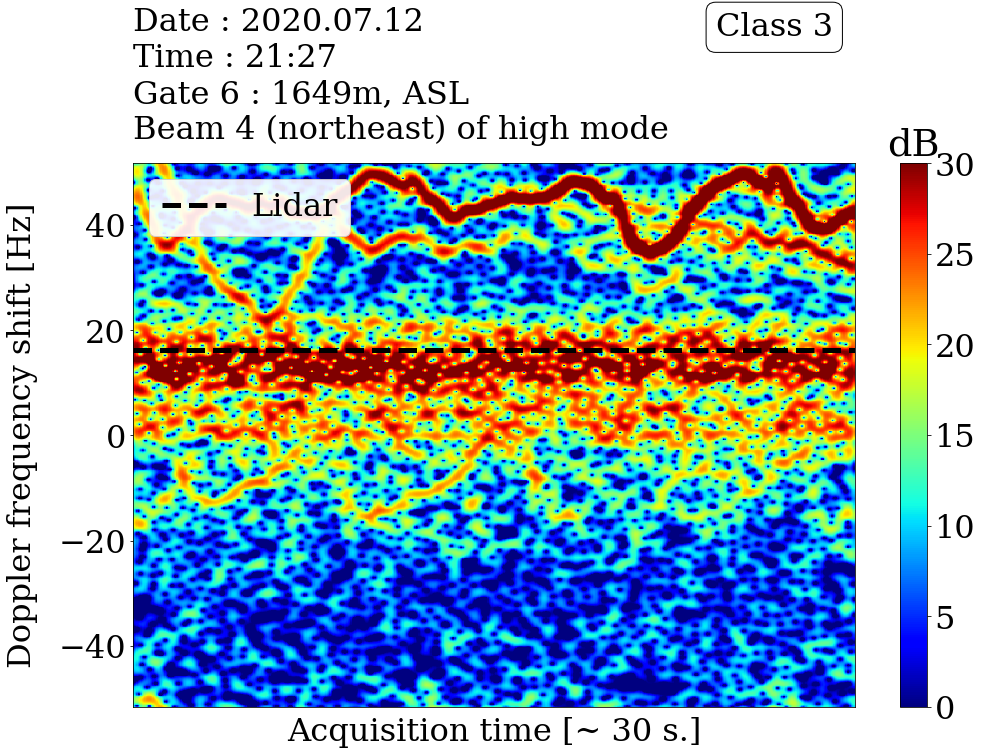 Date : 2020.07.12
Time : 21:27
Gate 6 : 1649m, ASL
Beam 4 (northeast) of high mode
Class 3
dB
Lidar
Doppler frequency shift [Hz]
40
20
0
−20
−40
Acquisition time [~ 30 s.]
30
25
20
15
10
5
0